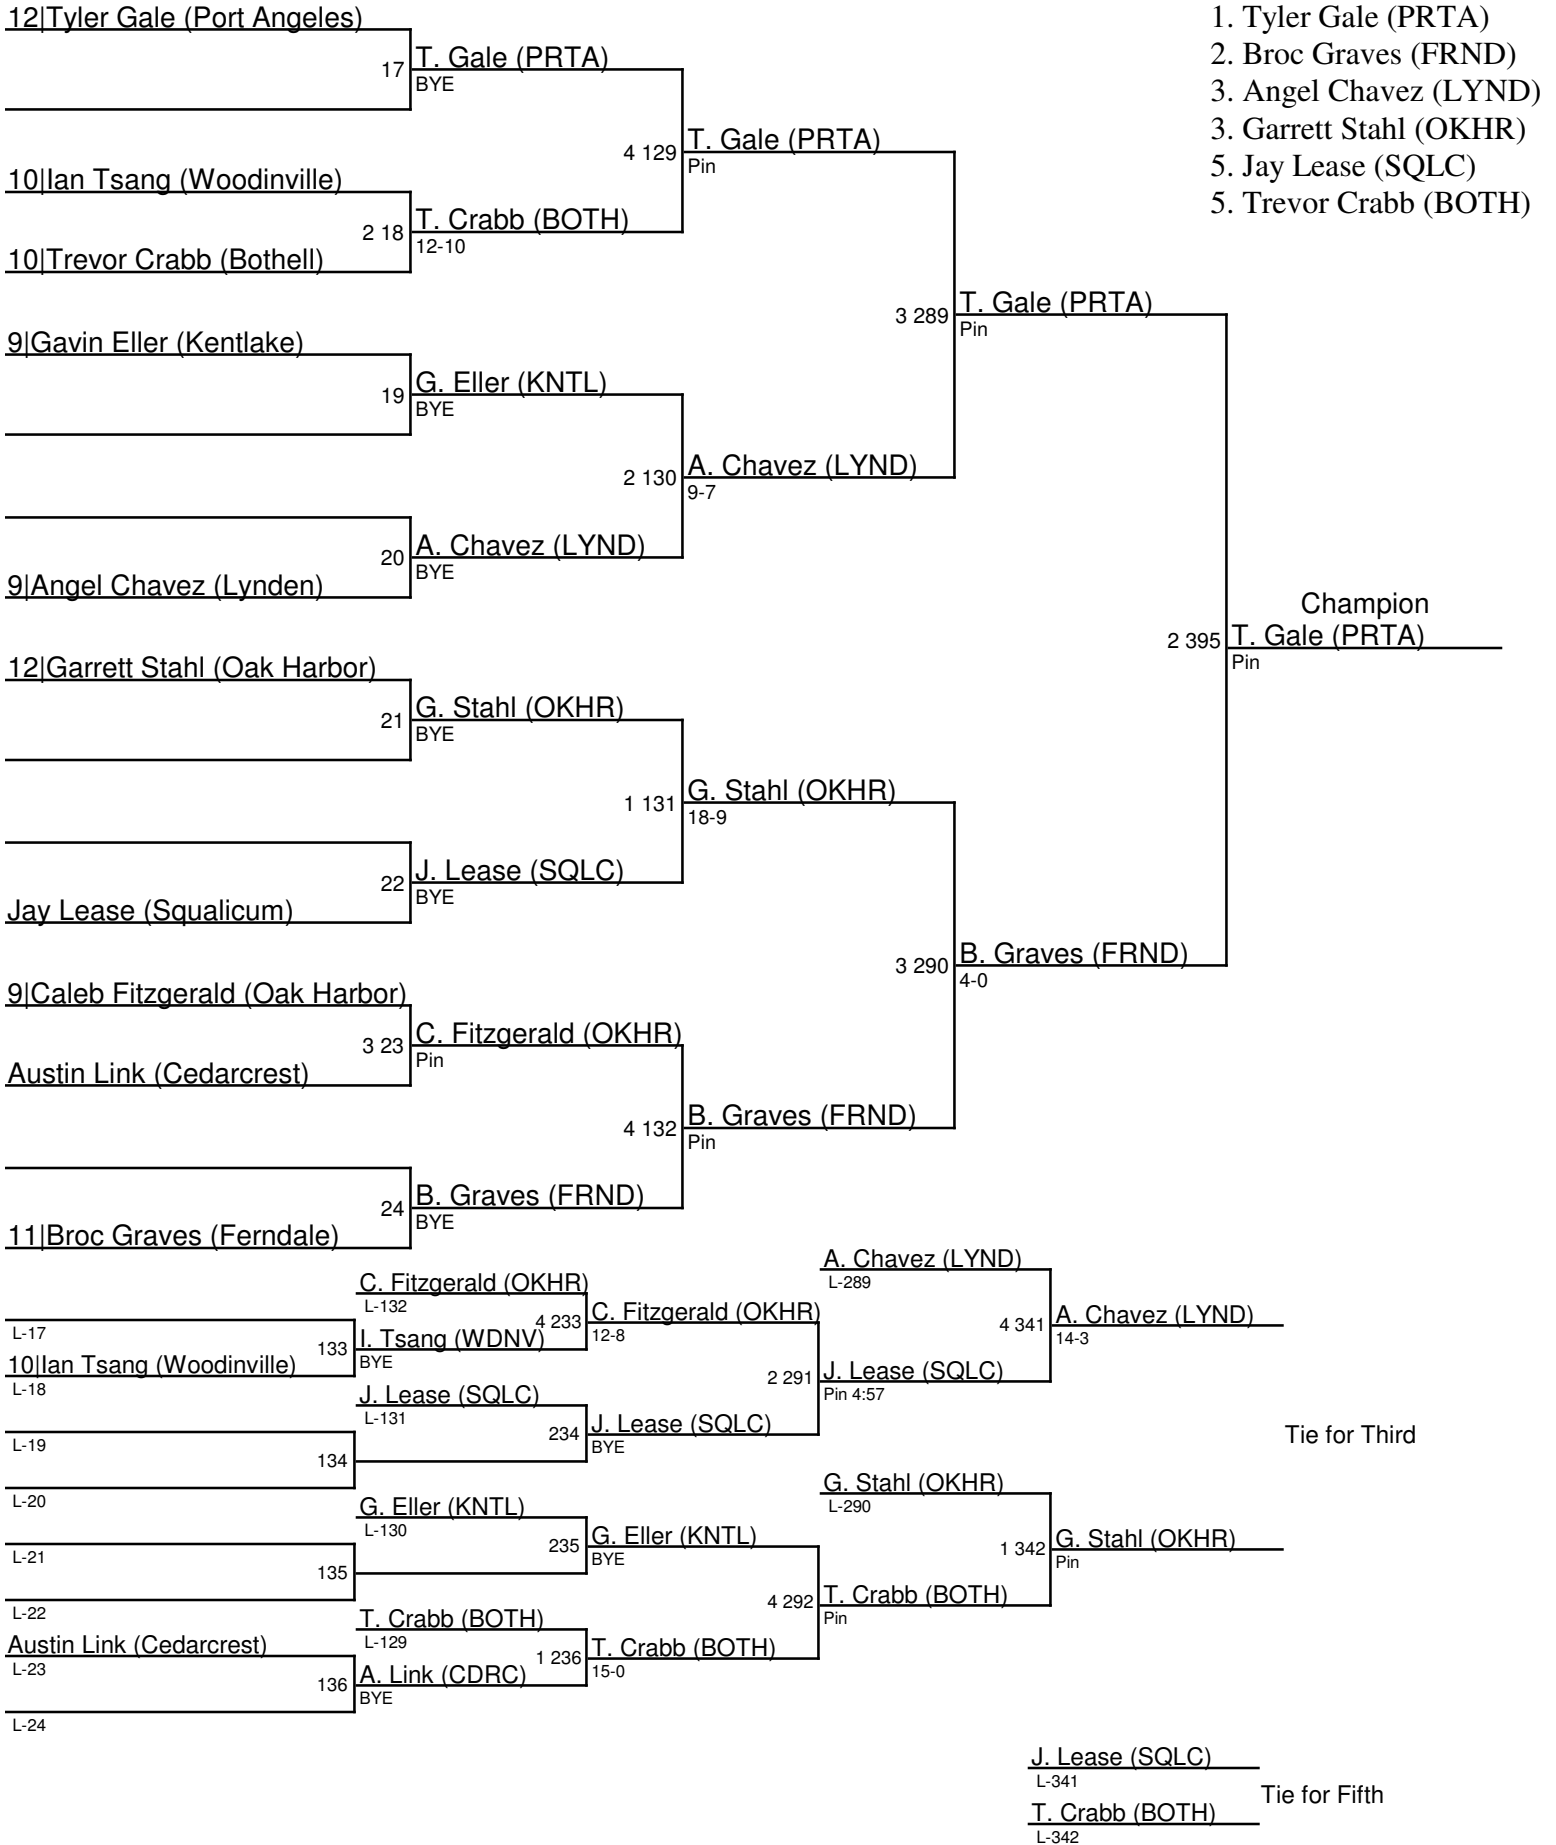 12|Tyler Gale (Port Angeles)
17
T. Gale (PRTA)
BYE
4 129
T. Gale (PRTA)
Pin
10|Ian Tsang (Woodinville)
2 18
T. Crabb (BOTH)
12-10
10|Trevor Crabb (Bothell)
3 289
T. Gale (PRTA)
Pin
9|Gavin Eller (Kentlake)
19
G. Eller (KNTL)
BYE
2 130
A. Chavez (LYND)
9-7
20
A. Chavez (LYND)
BYE
9|Angel Chavez (Lynden)
Champion
2 395
T. Gale (PRTA)
Pin
12|Garrett Stahl (Oak Harbor)
21
G. Stahl (OKHR)
BYE
1 131
G. Stahl (OKHR)
18-9
22
J. Lease (SQLC)
BYE
Jay Lease (Squalicum)
3 290
B. Graves (FRND)
4-0
9|Caleb Fitzgerald (Oak Harbor)
3 23
C. Fitzgerald (OKHR)
Pin
Austin Link (Cedarcrest)
4 132
B. Graves (FRND)
Pin
24
B. Graves (FRND)
BYE
11|Broc Graves (Ferndale)
1. Tyler Gale (PRTA)
2. Broc Graves (FRND)
3. Angel Chavez (LYND)
3. Garrett Stahl (OKHR)
5. Jay Lease (SQLC)
5. Trevor Crabb (BOTH)
C. Fitzgerald (OKHR)
L-132
L-17
133
I. Tsang (WDNV)
BYE
10|Ian Tsang (Woodinville)
L-18
4 233
C. Fitzgerald (OKHR)
12-8
A. Chavez (LYND)
L-289
4 341
A. Chavez (LYND)
14-3
2 291
J. Lease (SQLC)
Pin 4:57
J. Lease (SQLC)
L-131
L-19
134
L-20
234
J. Lease (SQLC)
BYE
Tie for Third
G. Eller (KNTL)
L-130
L-21
135
L-22
235
G. Eller (KNTL)
BYE
G. Stahl (OKHR)
L-290
1 342
G. Stahl (OKHR)
Pin
4 292
T. Crabb (BOTH)
Pin
T. Crabb (BOTH)
L-129
Austin Link (Cedarcrest)
L-23
136
A. Link (CDRC)
BYE
L-24
1 236
T. Crabb (BOTH)
15-0
J. Lease (SQLC)
L-341
Tie for Fifth
T. Crabb (BOTH)
L-342